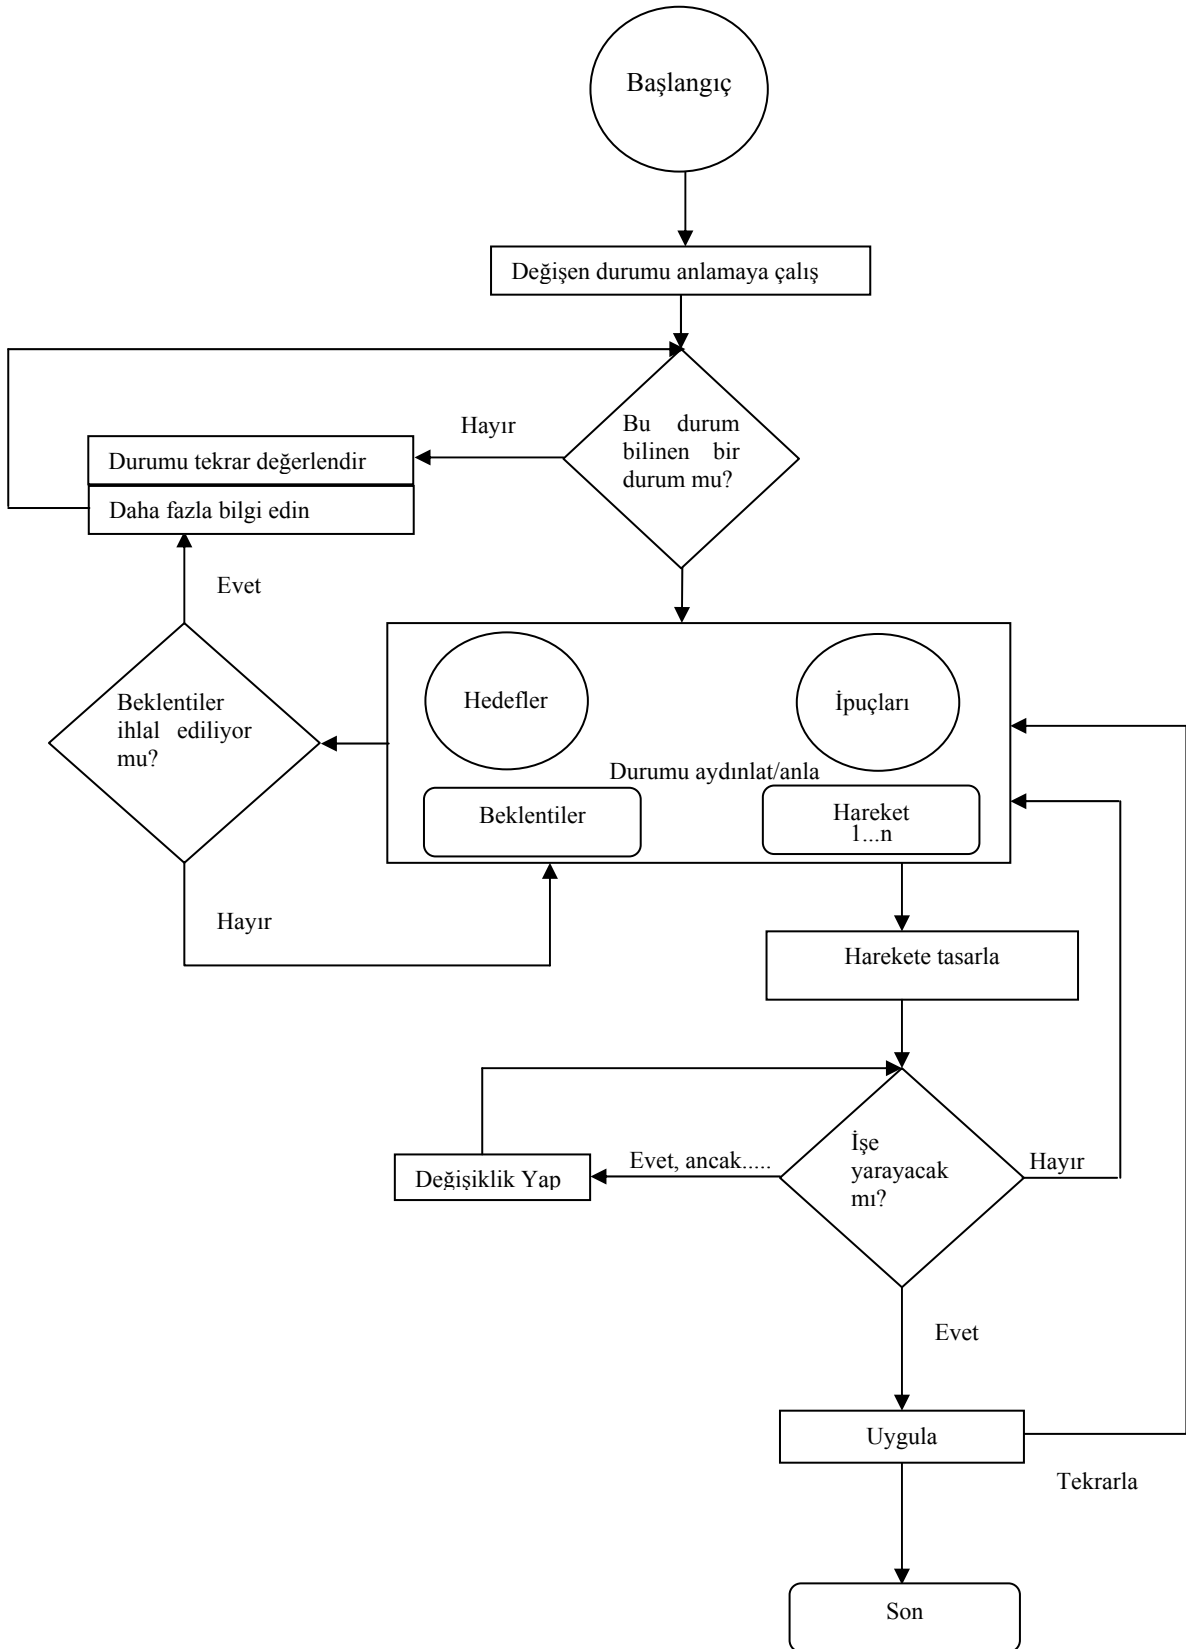 Başlangıç
Değişen durumu anlamaya çalış
Bu durum
bilinen bir
durum mu?
Hayır
Durumu tekrar değerlendir
Daha fazla bilgi edin
Evet
Beklentiler
ihlal ediliyor
mu?
Hedefler
İpuçları
Durumu aydınlat/anla
Beklentiler
Hareket
1...n
Hayır
Harekete tasarla
İşe
yarayacak
mı?
Evet, ancak.....
Hayır
Değişiklik Yap
Evet
Uygula
Tekrarla
Son